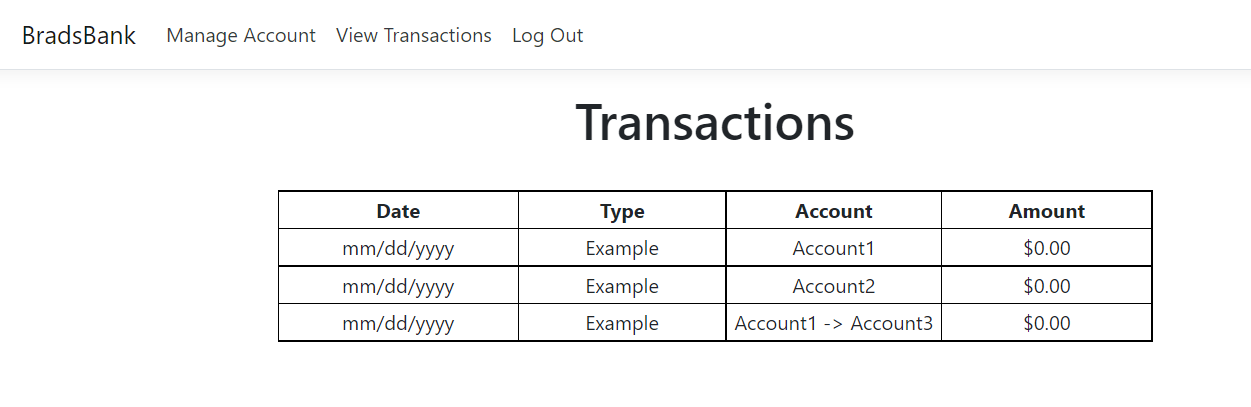 BradsBank Manage Account View Transactions Log Out
Transactions
Date Type Account Amount
mm/dd/yyyy Example Account1 $0.00
mm/dd/yyyy Example Account2 $0.00
mm/dd/yyyy Example Account1 -> Account3 $0.00